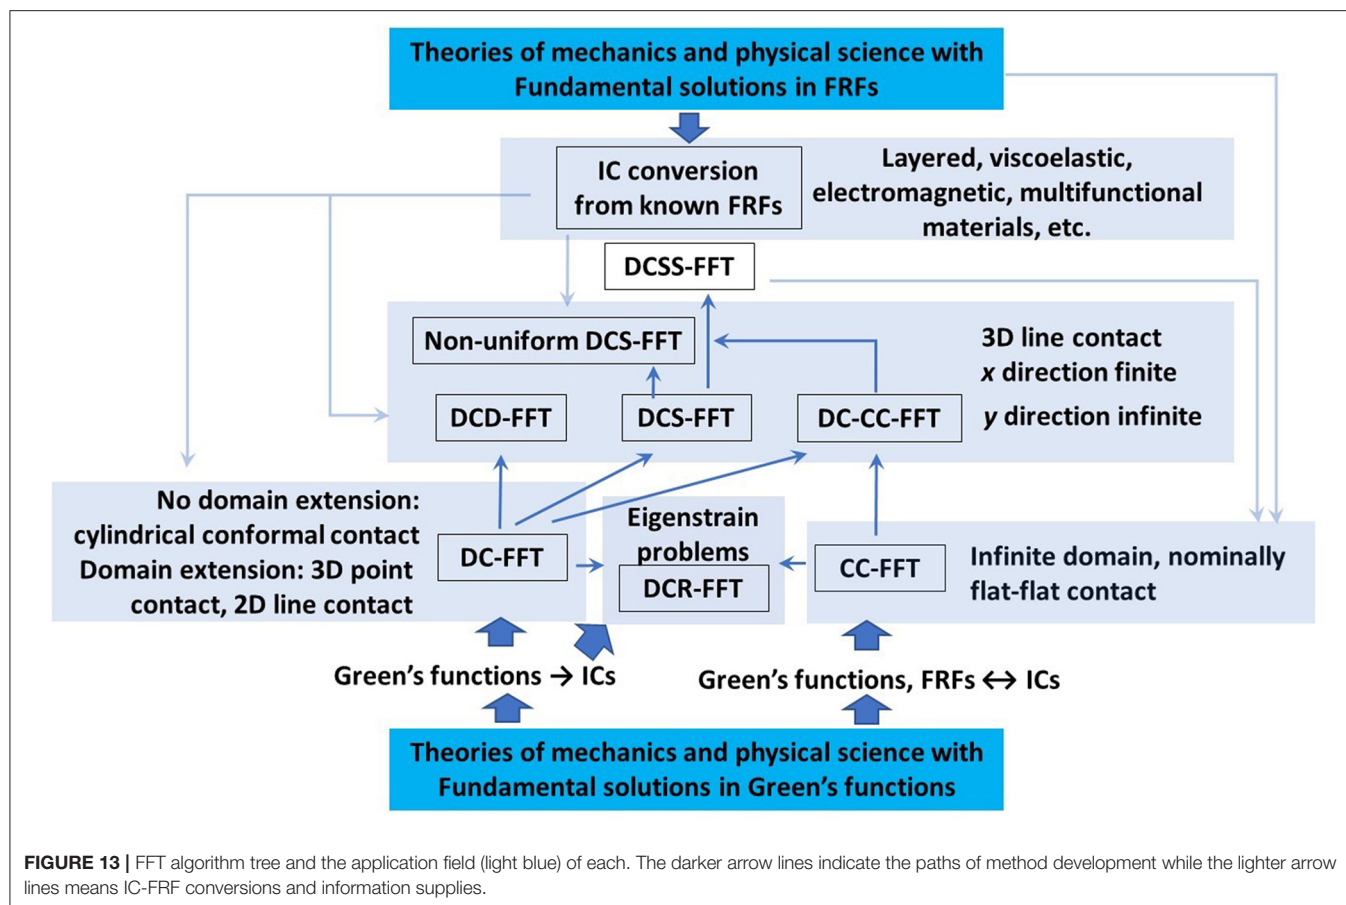 Theories of mechanics and physical science with
Fundamental solutions in FRFs
IC conversion
from known FRFs
Layered, viscoelastic,
electromagnetic, multifunctional
materials, etc.
DCSS-FFT
Non-uniform DCS-FFT
3D line contact
x direction finite
y direction infinite
DCD-FFT
DCS-FFT
DC-CC-FFT
No domain extension:
cylindrical conformal contact
Domain extension: 3D point
contact, 2D line contact
DC-FFT
Eigenstrain
problems
DCR-FFT
CC-FFT
Infinite domain, nominally
flat-flat contact
Green’s functions → ICs
Green’s functions, FRFs ↔ ICs
Theories of mechanics and physical science with
Fundamental solutions in Green’s functions
FIGURE 13 | FFT algorithm tree and the application field (light blue) of each. The darker arrow lines indicate the paths of method development while the lighter arrow
lines means IC-FRF conversions and information supplies.